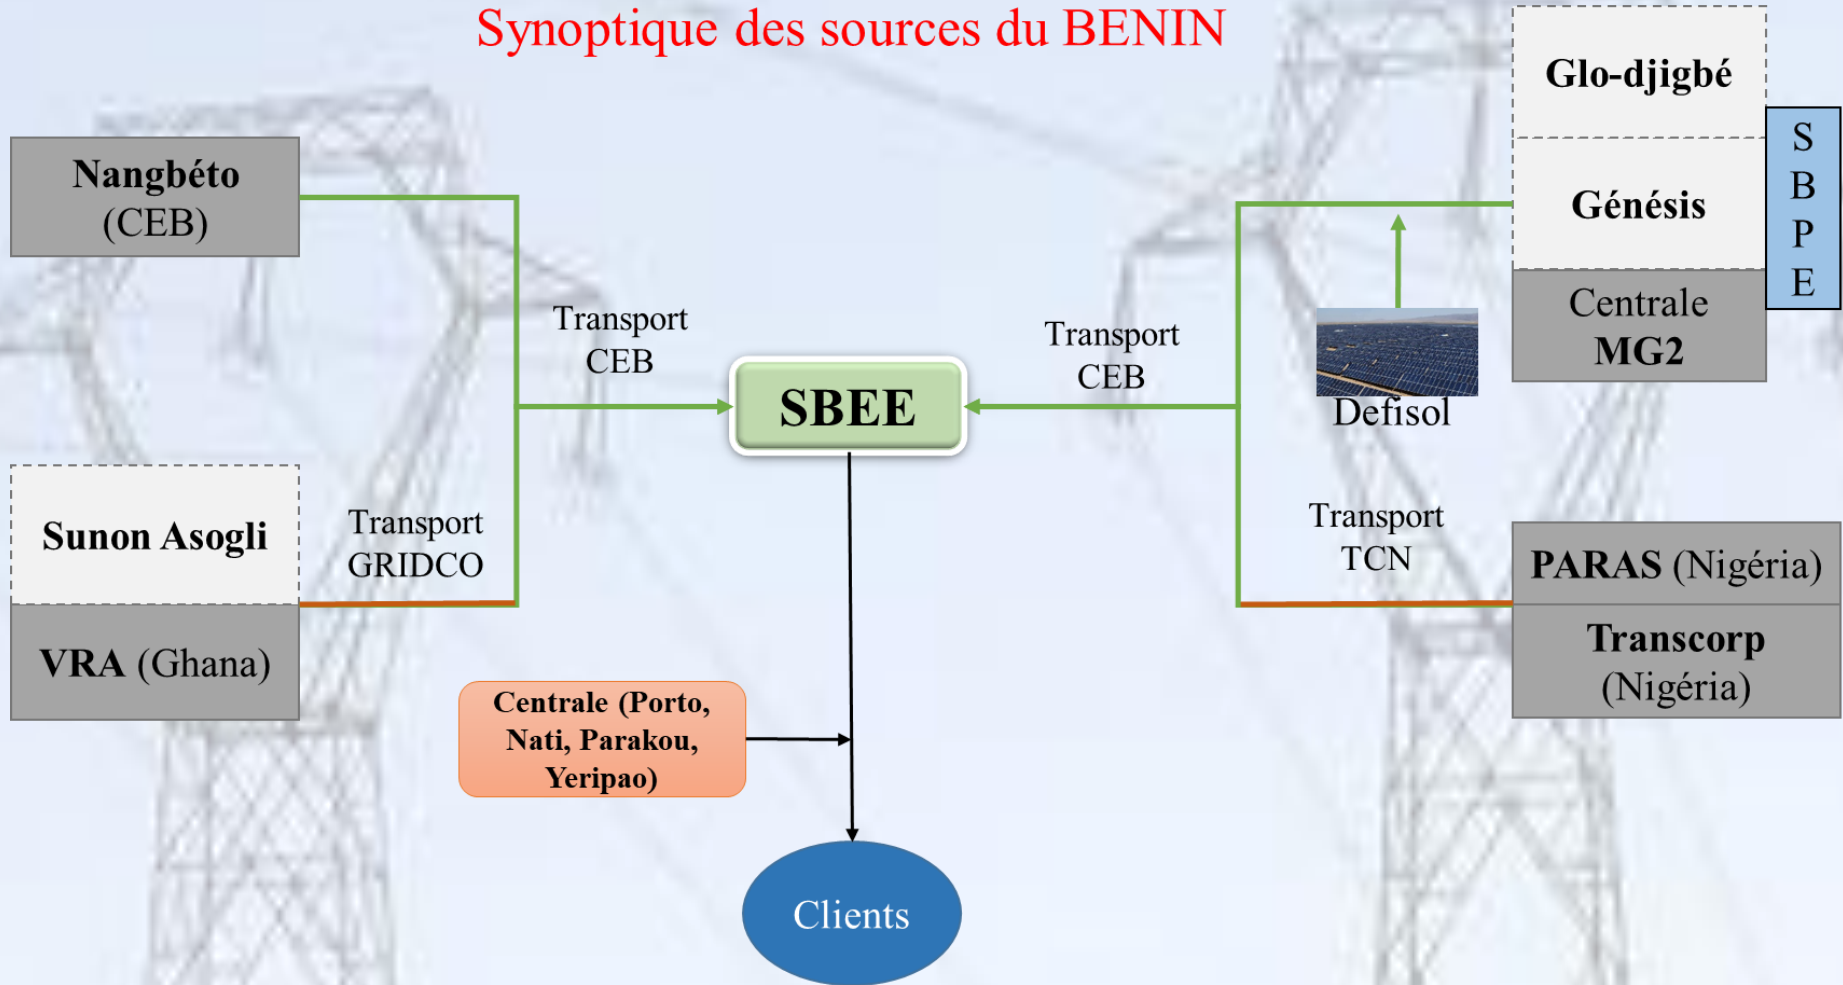 Synoptique des sources du BENIN
Nangbéto
(CEB)
Sunon Asogli
VRA (Ghana)
Transport
GRIDCO
Transport
CEB
SBEE
Centrale (Porto,
Nati, Parakou,
Yeripao)
Clients
Transport
CEB
Defisol
Transport
TCN
Glo-djigbé
Génésis
Centrale
MG2
S
B
P
E
PARAS (Nigéria)
Transcorp
(Nigéria)